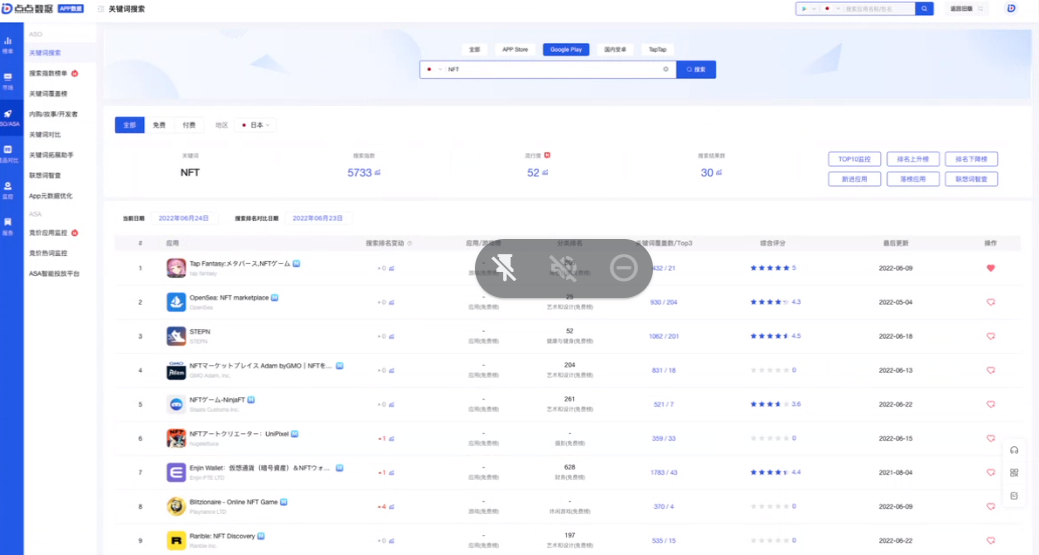 点点数据 APP数据 关键词搜索
搜索应用名称/包名
返回旧版
榜单
市场
ASO/ASA
竞品对比
监控
服务
ASO
关键词搜索
搜索指数榜单
关键词覆盖榜
内购/故事/开发者
关键词对比
关键词拓展助手
联想词智营
App元数据优化
ASA
竞价应用监控
竞价热词监控
ASA智能投放平台
全部 APP Store Google Play 国内安卓 TapTap
NFT
搜索
全部 免费 付费 地区 日本
关键词 搜索指数 流行度 搜索结果数
NFT 5733 52 30
TOP10监控 排名上升榜 排名下降榜
新进应用 落榜应用 联想词智营
当前日期 2022年06月24日 搜索排名对比日期 2022年06月23日
# 应用 搜索排名变动 应用/游戏榜 分类排名 关键词覆盖数/Top3 综合评分 最后更新 操作
1 Tap Fantasy:メタバース,NFTゲーム 0 432 / 21 5 2022-06-09
tap fantasy
2 OpenSea: NFT marketplace 0 - 25 930 / 204 4.3 2022-05-04
OpenSea 应用(免费榜) 艺术和设计(免费榜)
3 STEPN 0 - 52 1062 / 201 4.5 2022-06-18
STEPN 应用(免费榜) 健康与健身(免费榜)
4 NFTマーケットプレイス Adam byGMO | NFTを... 0 - 204 831 / 18 0 2022-06-13
GMO Adam, Inc. 应用(免费榜) 艺术和设计(免费榜)
5 NFTゲーム-NinjaFT 0 - 261 521 / 7 3.6 2022-06-22
应用(免费榜) 艺术和设计(免费榜)
6 NFTアートクリエーター: UniPixel 1 - - 359 / 33 0 2022-06-15
应用(免费榜) 摄影(免费榜)
7 Enjin Wallet: 仮想通貨（暗号資産）＆NFTウォ... 1 - 628 1783 / 43 4.4 2021-08-04
Enjin PTE LTD 应用(免费榜) 财务(免费榜)
8 Blitzionaire - Online NFT Game 4 - - 370 / 4 0 2022-06-09
Playnance LTD 游戏(免费榜) 休闲游戏(免费榜)
9 Rarible: NFT Discovery 0 - 197 535 / 15 0 2022-06-22
Rarible Inc. 应用(免费榜) 艺术和设计(免费榜)